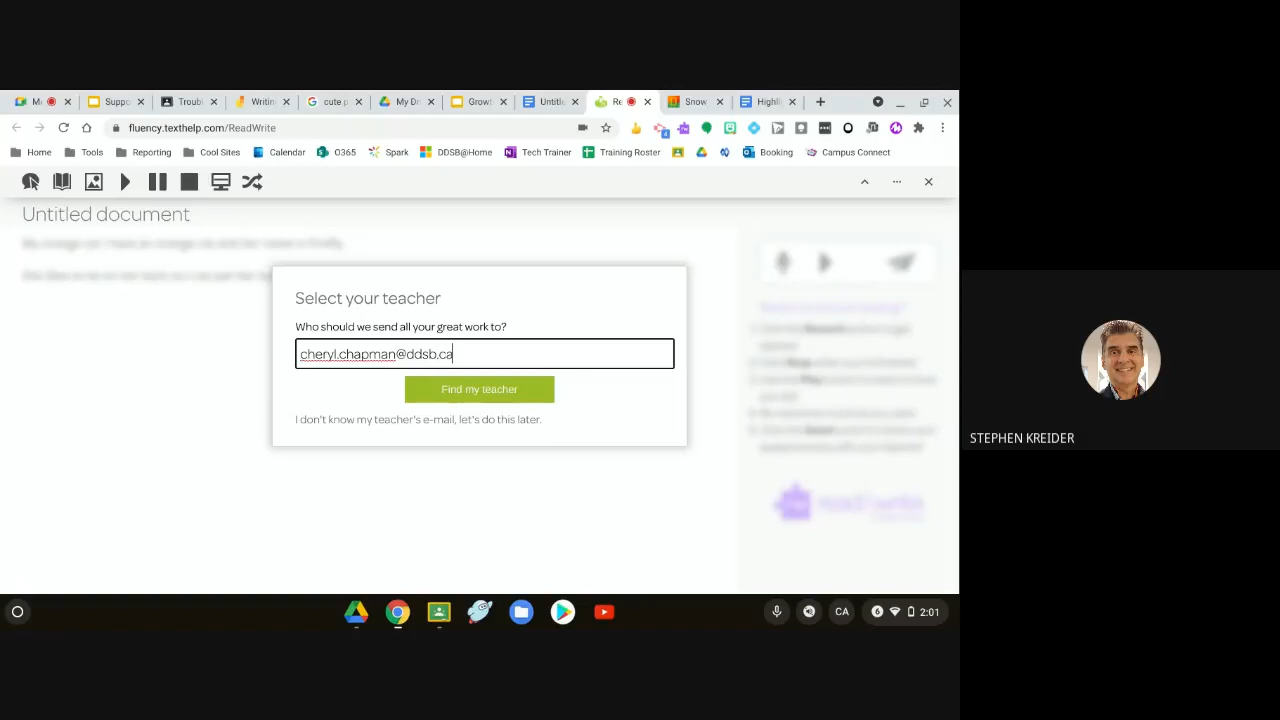 M
Suppo
Troubl
Writin
cute p
My Dr
Growt
Untitle
Re
Snow
Highli
fluency.texthelp.com/ReadWrite
4
Home
Tools
Reporting
Cool Sites
Calendar
O365
Spark
DDSB@Home
Tech Trainer
Training Roster
Booking
Campus Connect
Untitled document
Select your teacher
Who should we send all your great work to?
cheryl.chapman@ddsb.ca
Find my teacher
I don't know my teacher's e-mail, let's do this later.
STEPHEN KREIDER
CA
6
2:01